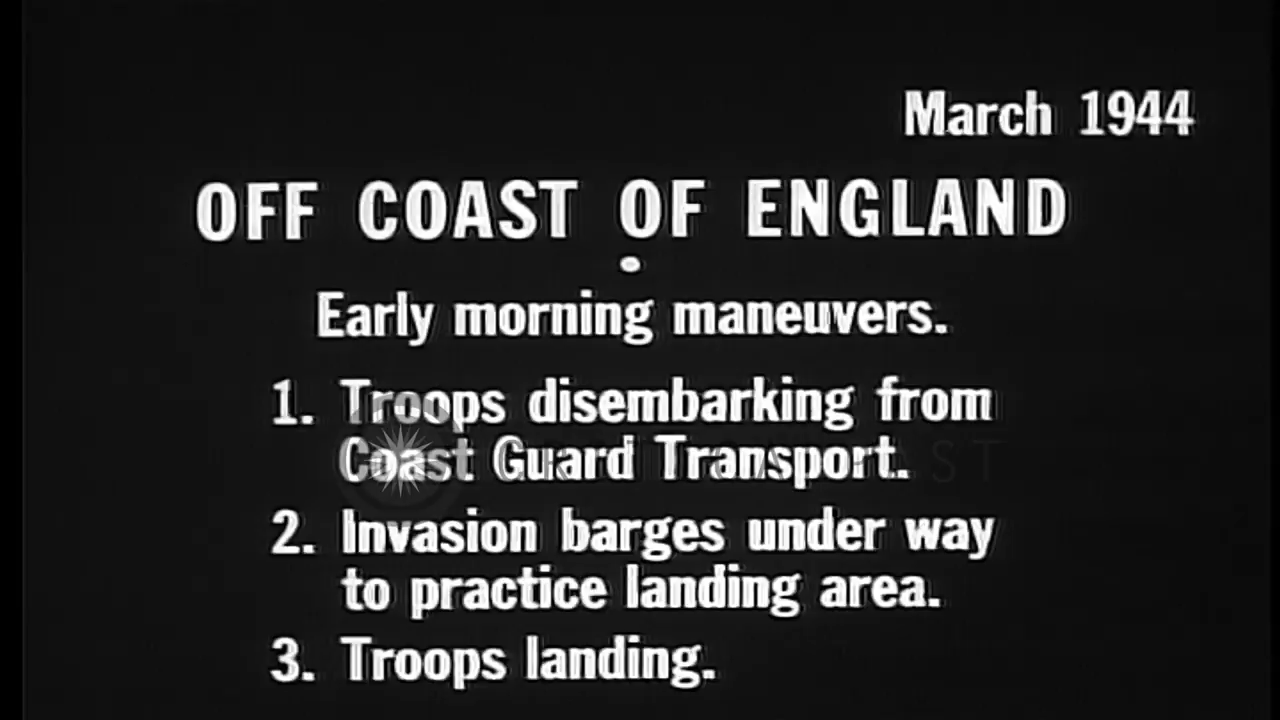 March 1944
OFF COAST OF ENGLAND
Early morning maneuvers.
1. Troops disembarking from
Coast Guard Transport.
2. Invasion barges under way
to practice landing area.
3. Troops landing.